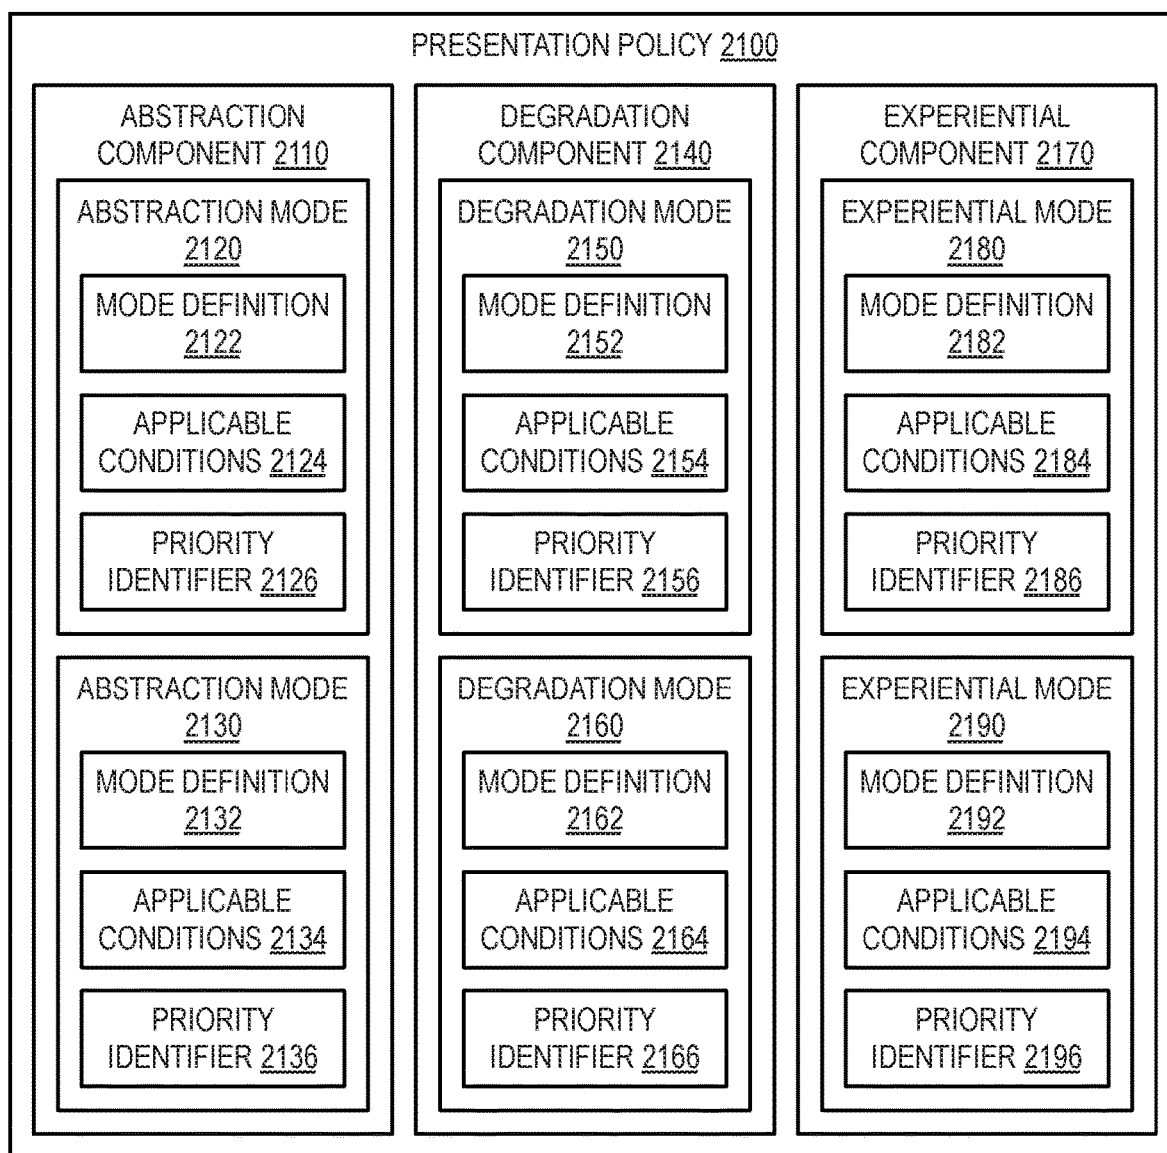 PRESENTATION POLICY 2100
ABSTRACTION
COMPONENT 2110
ABSTRACTION MODE
2120
MODE DEFINITION
2122
APPLICABLE
CONDITIONS 2124
PRIORITY
IDENTIFIER 2126
ABSTRACTION MODE
2130
MODE DEFINITION
2132
APPLICABLE
CONDITIONS 2134
PRIORITY
IDENTIFIER 2136
DEGRADATION
COMPONENT 2140
DEGRADATION MODE
2150
MODE DEFINITION
2152
APPLICABLE
CONDITIONS 2154
PRIORITY
IDENTIFIER 2156
DEGRADATION MODE
2160
MODE DEFINITION
2162
APPLICABLE
CONDITIONS 2164
PRIORITY
IDENTIFIER 2166
EXPERIENTIAL
COMPONENT 2170
EXPERIENTIAL MODE
2180
MODE DEFINITION
2182
APPLICABLE
CONDITIONS 2184
PRIORITY
IDENTIFIER 2186
EXPERIENTIAL MODE
2190
MODE DEFINITION
2192
APPLICABLE
CONDITIONS 2194
PRIORITY
IDENTIFIER 2196